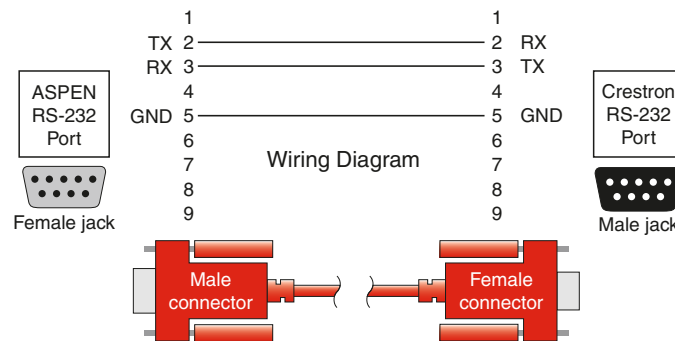 1 1
TX 2 2 RX
RX 3 3 TX
4 4
GND 5 5 GND
6 6
7 7
8 8
9 9
ASPEN
RS-232
Port
Female jack
Wiring Diagram
Crestron
RS-232
Port
Male jack
Male
connector
Female
connector